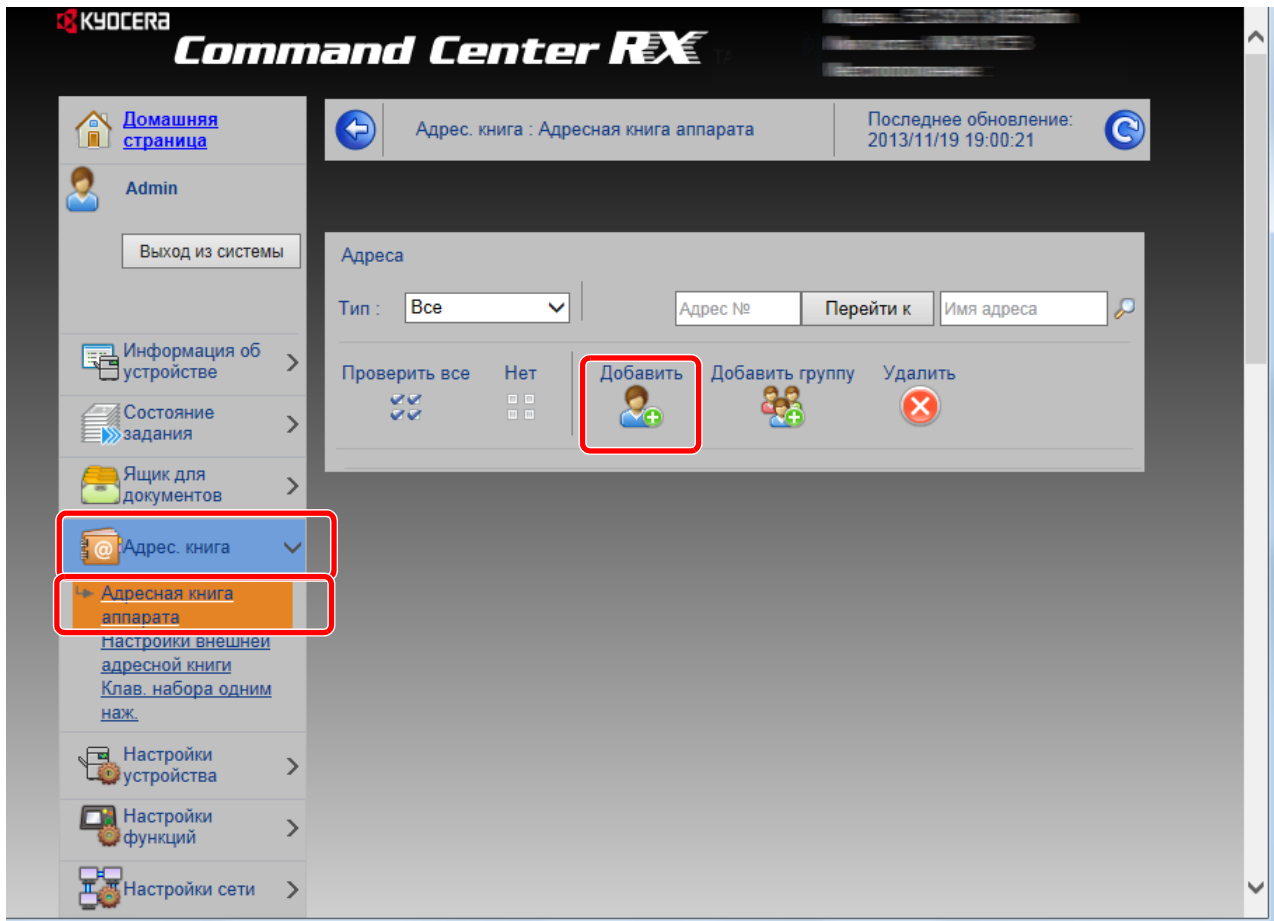 KYOCERA
Command Center RX
Домашняя
страница
Admin
Выход из системы
Информация об
устройстве
Состояние
задания
Ящик для
документов
Адрес. книга
Адресная книга
аппарата
Настройки внешней
адресной книги
Клав. набора одним
наж.
Настройки
устройства
Настройки
функций
Настройки сети
Адрес. книга : Адресная книга аппарата
Последнее обновление:
2013/11/19 19:00:21
Адреса
Тип : Все Адрес № Перейти к Имя адреса
Проверить все Нет Добавить Добавить группу Удалить